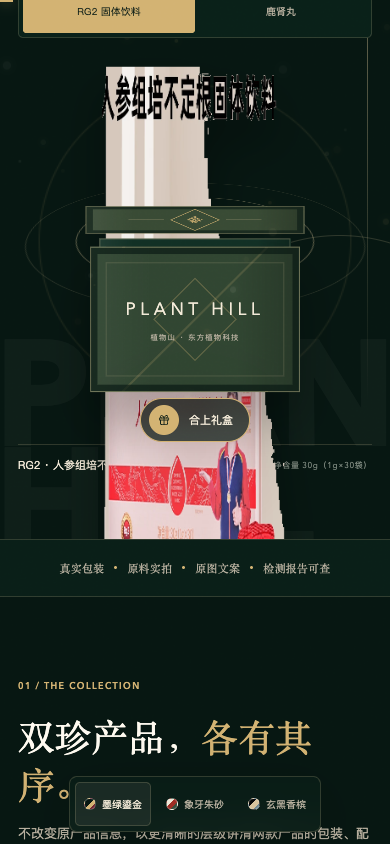 RG2 固体饮料
鹿肾丸
人参组培不定根固体饮料
PLANT HILL
植物山 · 东方植物科技
合上礼盒
RG2 · 人参组培不
净含量 30g（1g×30袋）
真实包装 • 原料实拍 • 原图文案 • 检测报告可查
01 / THE COLLECTION
双珍产品，各有其
序。
墨绿鎏金
象牙朱砂
玄黑香槟
不改变原产品信息，以更清晰的层级讲清两款产品的包装、配